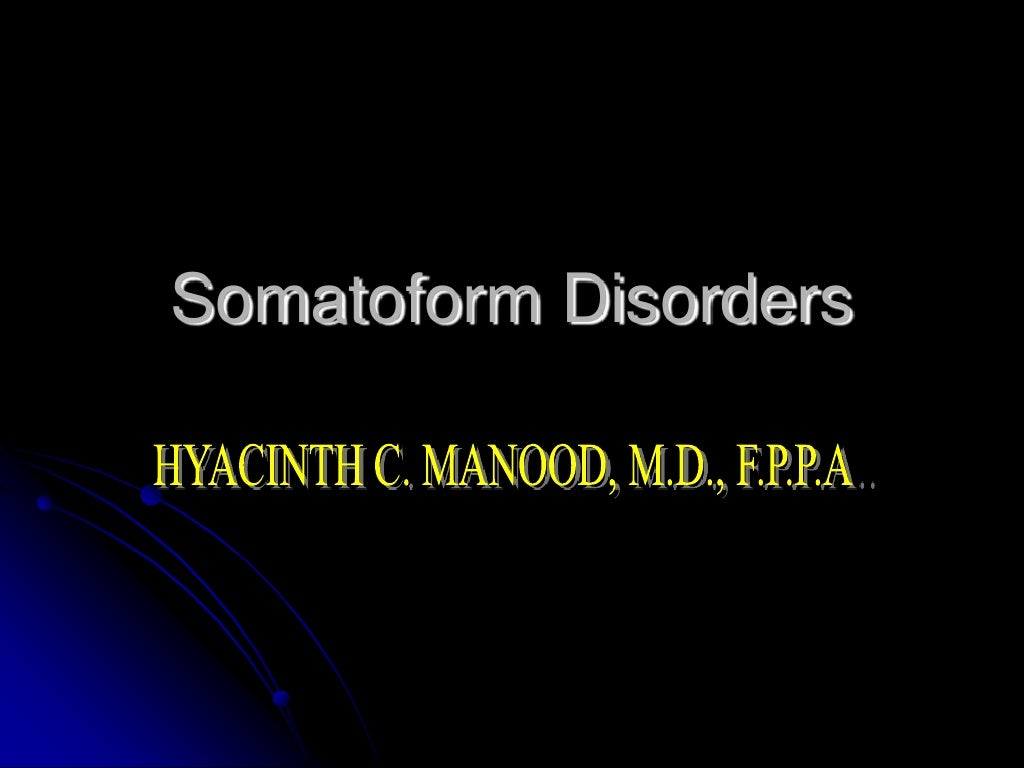 Somatoform Disorders
HYACINTH C. MANOOD, M.D., F.P.P.A..